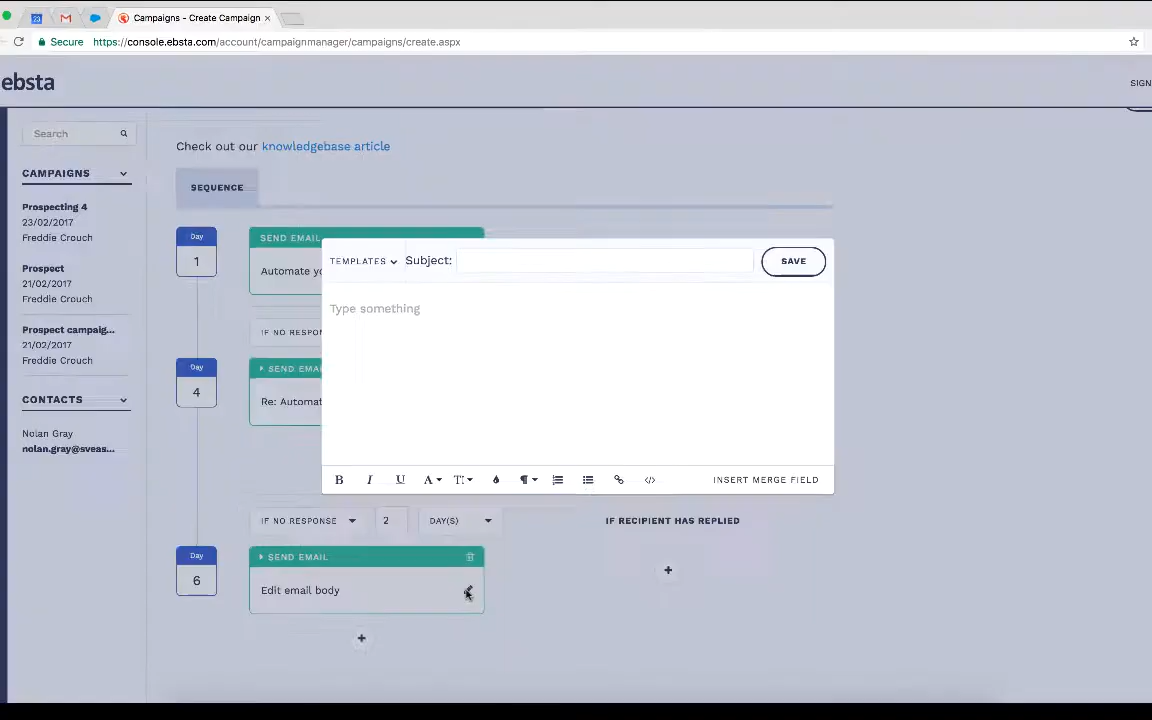 23
Campaigns - Create Campaign ×
Secure https://console.ebsta.com/account/campaignmanager/campaigns/create.aspx
ebsta
SIGN
Search
Check out our knowledgebase article
CAMPAIGNS
SEQUENCE
Prospecting 4
23/02/2017
Freddie Crouch
Prospect
21/02/2017
Freddie Crouch
Prospect campaig...
21/02/2017
Freddie Crouch
CONTACTS
Nolan Gray
nolan.gray@sveas...
Day
1
SEND EMAIL
Automate yo
IF NO RESPON
Day
4
SEND EMAI
Re: Automat
TEMPLATES
Subject:
SAVE
Type something
B I U A TI ¶ </>
INSERT MERGE FIELD
IF NO RESPONSE
2
DAY(S)
IF RECIPIENT HAS REPLIED
+
Day
6
SEND EMAIL
Edit email body
+